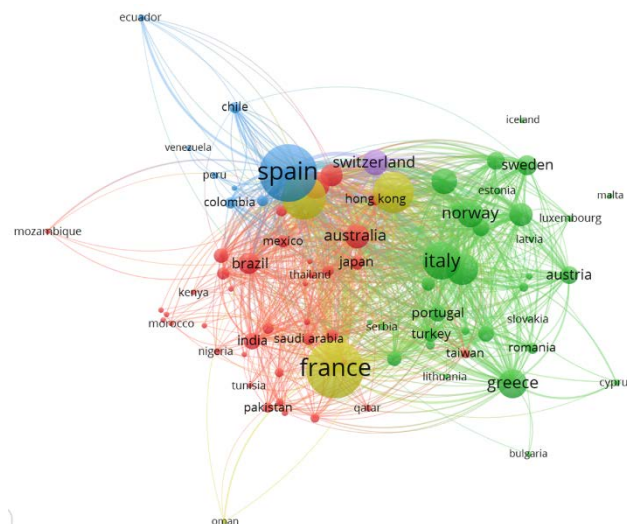 ecuador
chile
iceland
venezuela
spain
switzerland
sweden
peru
estonia
malta
hong kong
colombia
norway
luxembourg
mozambique
australia
mexico
latvia
brazil
japan
italy
thailand
austria
kenya
portugal
morocco
serbia
slovakia
india
saudi arabia
turkey
nigeria
taiwan
romania
france
tunisia
lithuania
greece
cypru
pakistan
qatar
bulgaria
oman